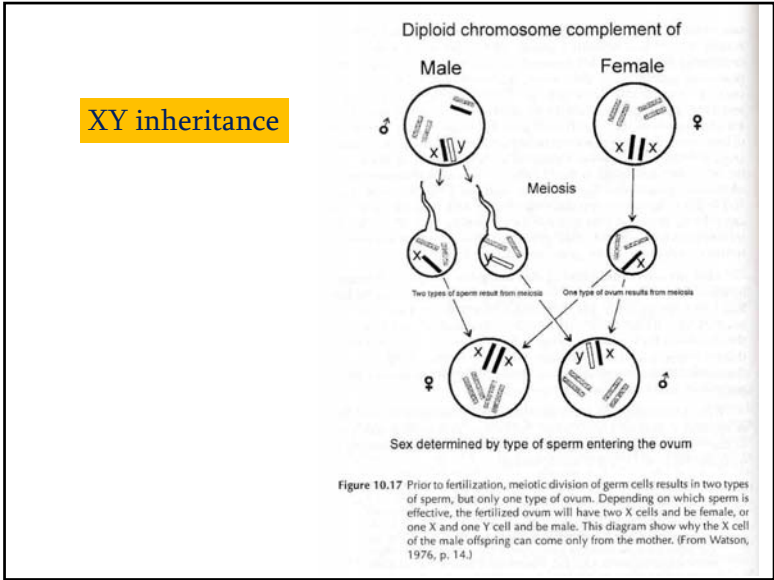 XY inheritance
Diploid chromosome complement of
Male Female
♂ ♀
x y x x
Meiosis
x y x
Two types of sperm result from meiosis One type of ovum results from meiosis
♀ x x y x ♂
Sex determined by type of sperm entering the ovum
Figure 10.17 Prior to fertilization, meiotic division of germ cells results in two types
of sperm, but only one type of ovum. Depending on which sperm is
effective, the fertilized ovum will have two X cells and be female, or
one X and one Y cell and be male. This diagram show why the X cell
of the male offspring can come only from the mother. (From Watson,
1976, p. 14.)